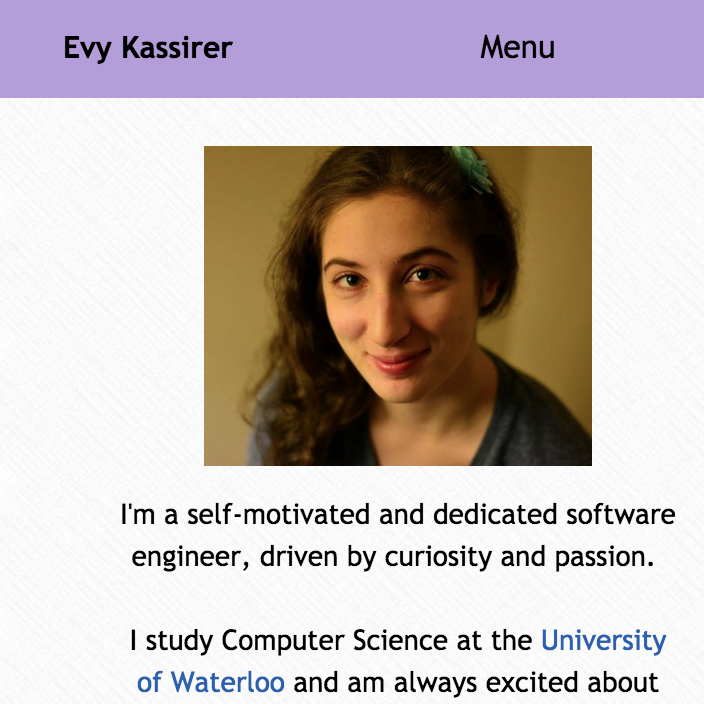 Evy Kassirer
Menu
I'm a self-motivated and dedicated software
engineer, driven by curiosity and passion.
I study Computer Science at the University
of Waterloo and am always excited about